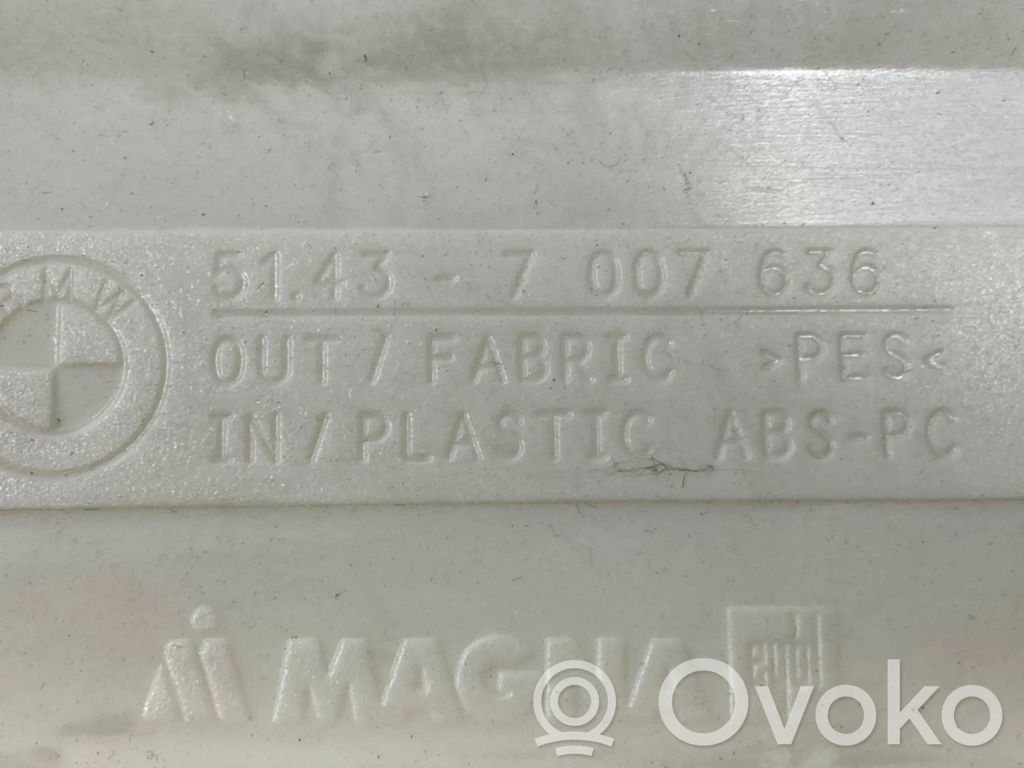 BMW
51.43 - 7 007 636
OUT / FABRIC >PES<
IN / PLASTIC ABS-PC
MAGNA
Ovoko